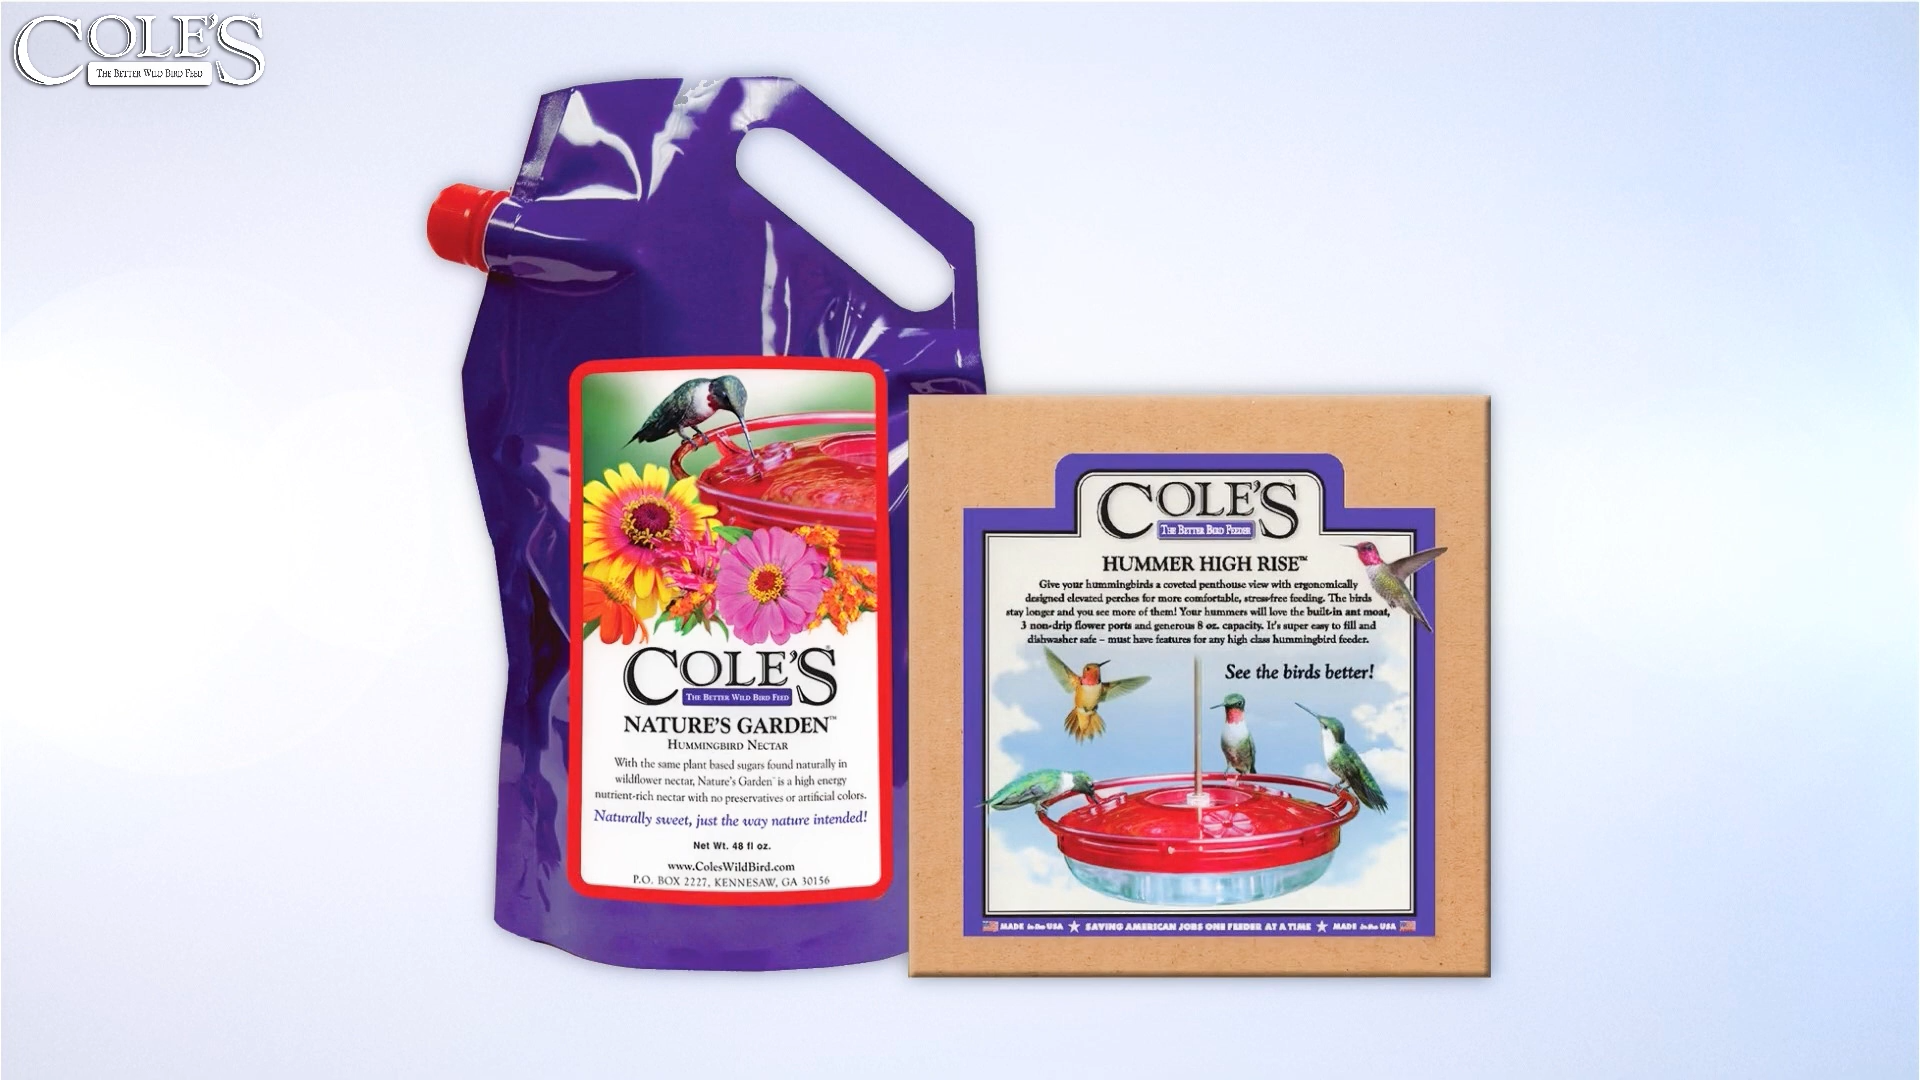 COLE'S
THE BETTER WILD BIRD FEED
COLE'S
THE BETTER WILD BIRD FEED
NATURE'S GARDEN™
HUMMINGBIRD NECTAR
With the same plant based sugars found naturally in
wildflower nectar, Nature's Garden™ is a high energy
nutrient-rich nectar with no preservatives or artificial colors.
Naturally sweet, just the way nature intended!
Net Wt. 48 fl oz.
www.ColesWildBird.com
P.O. BOX 2227, KENNESAW, GA 30156
COLE'S
THE BETTER BIRD FEEDER
HUMMER HIGH RISE™
Give your hummingbirds a coveted penthouse view with ergonomically
designed elevated perches for more comfortable, stress-free feeding. The birds
stay longer and you see more of them! Your hummers will love the built-in ant moat,
3 non-drip flower ports and generous 8 oz. capacity. It's super easy to fill and
dishwasher safe – must have features for any high class hummingbird feeder.
See the birds better!
MADE in the USA ★ SAVING AMERICAN JOBS ONE FEEDER AT A TIME ★ MADE in the USA